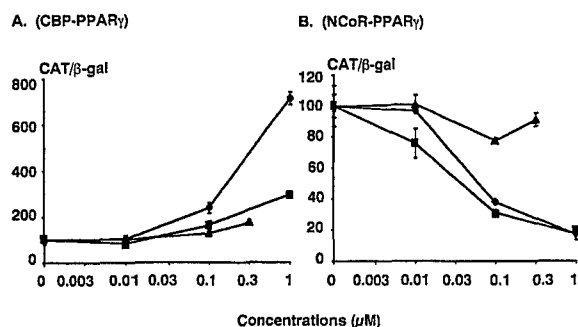 A. (CBP-PPARγ)
CAT/β-gal
800
600
400
200
0
0 0.003 0.01 0.03 0.1 0.3 1
B. (NCoR-PPARγ)
CAT/β-gal
120
100
80
60
40
20
0
0 0.003 0.01 0.03 0.1 0.3 1
Concentrations (μM)